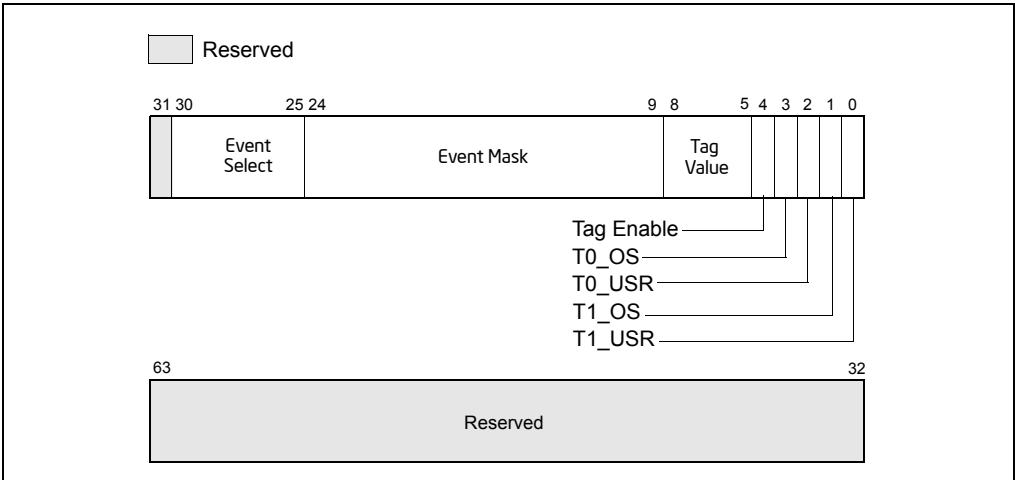 Reserved
31 30 25 24 9 8 5 4 3 2 1 0
Event
Select
Event Mask
Tag
Value
Tag Enable
T0_OS
T0_USR
T1_OS
T1_USR
63 32
Reserved